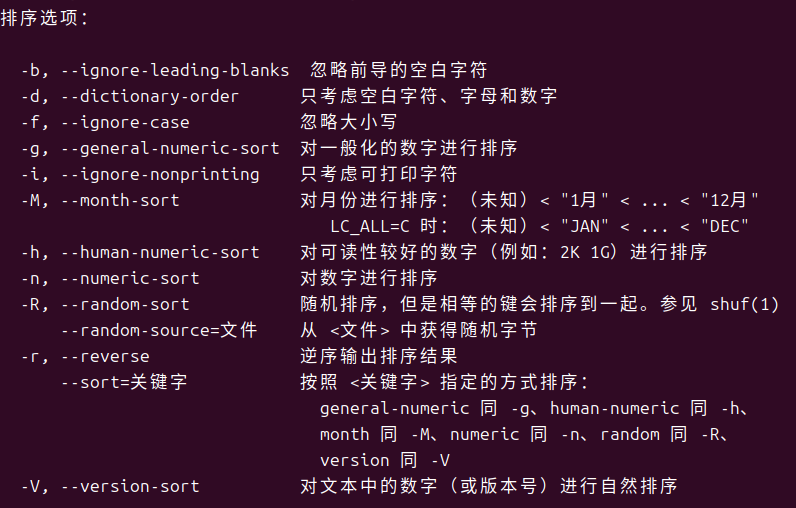 排序选项：
-b, --ignore-leading-blanks 忽略前导的空白字符
-d, --dictionary-order 只考虑空白字符、字母和数字
-f, --ignore-case 忽略大小写
-g, --general-numeric-sort 对一般化的数字进行排序
-i, --ignore-nonprinting 只考虑可打印字符
-M, --month-sort 对月份进行排序：（未知）< "1月" < ... < "12月"
LC_ALL=C 时：（未知）< "JAN" < ... < "DEC"
-h, --human-numeric-sort 对可读性较好的数字（例如：2K 1G）进行排序
-n, --numeric-sort 对数字进行排序
-R, --random-sort 随机排序，但是相等的键会排序到一起。参见 shuf(1)
--random-source=文件 从 <文件> 中获得随机字节
-r, --reverse 逆序输出排序结果
--sort=关键字 按照 <关键字> 指定的方式排序：
general-numeric 同 -g、human-numeric 同 -h、
month 同 -M、numeric 同 -n、random 同 -R、
version 同 -V
-V, --version-sort 对文本中的数字（或版本号）进行自然排序